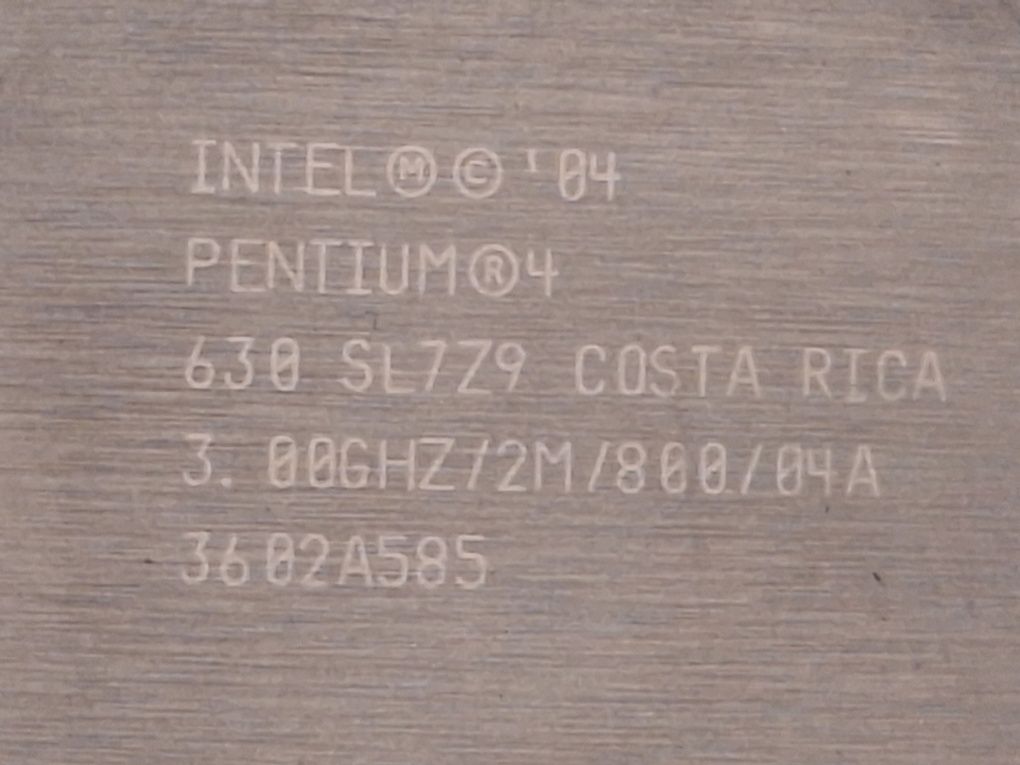 INTEL Ⓜ © '04
PENTIUM ® 4
630 SL7Z9 COSTA RICA
3.00GHZ/2M/800/04A
3602A585